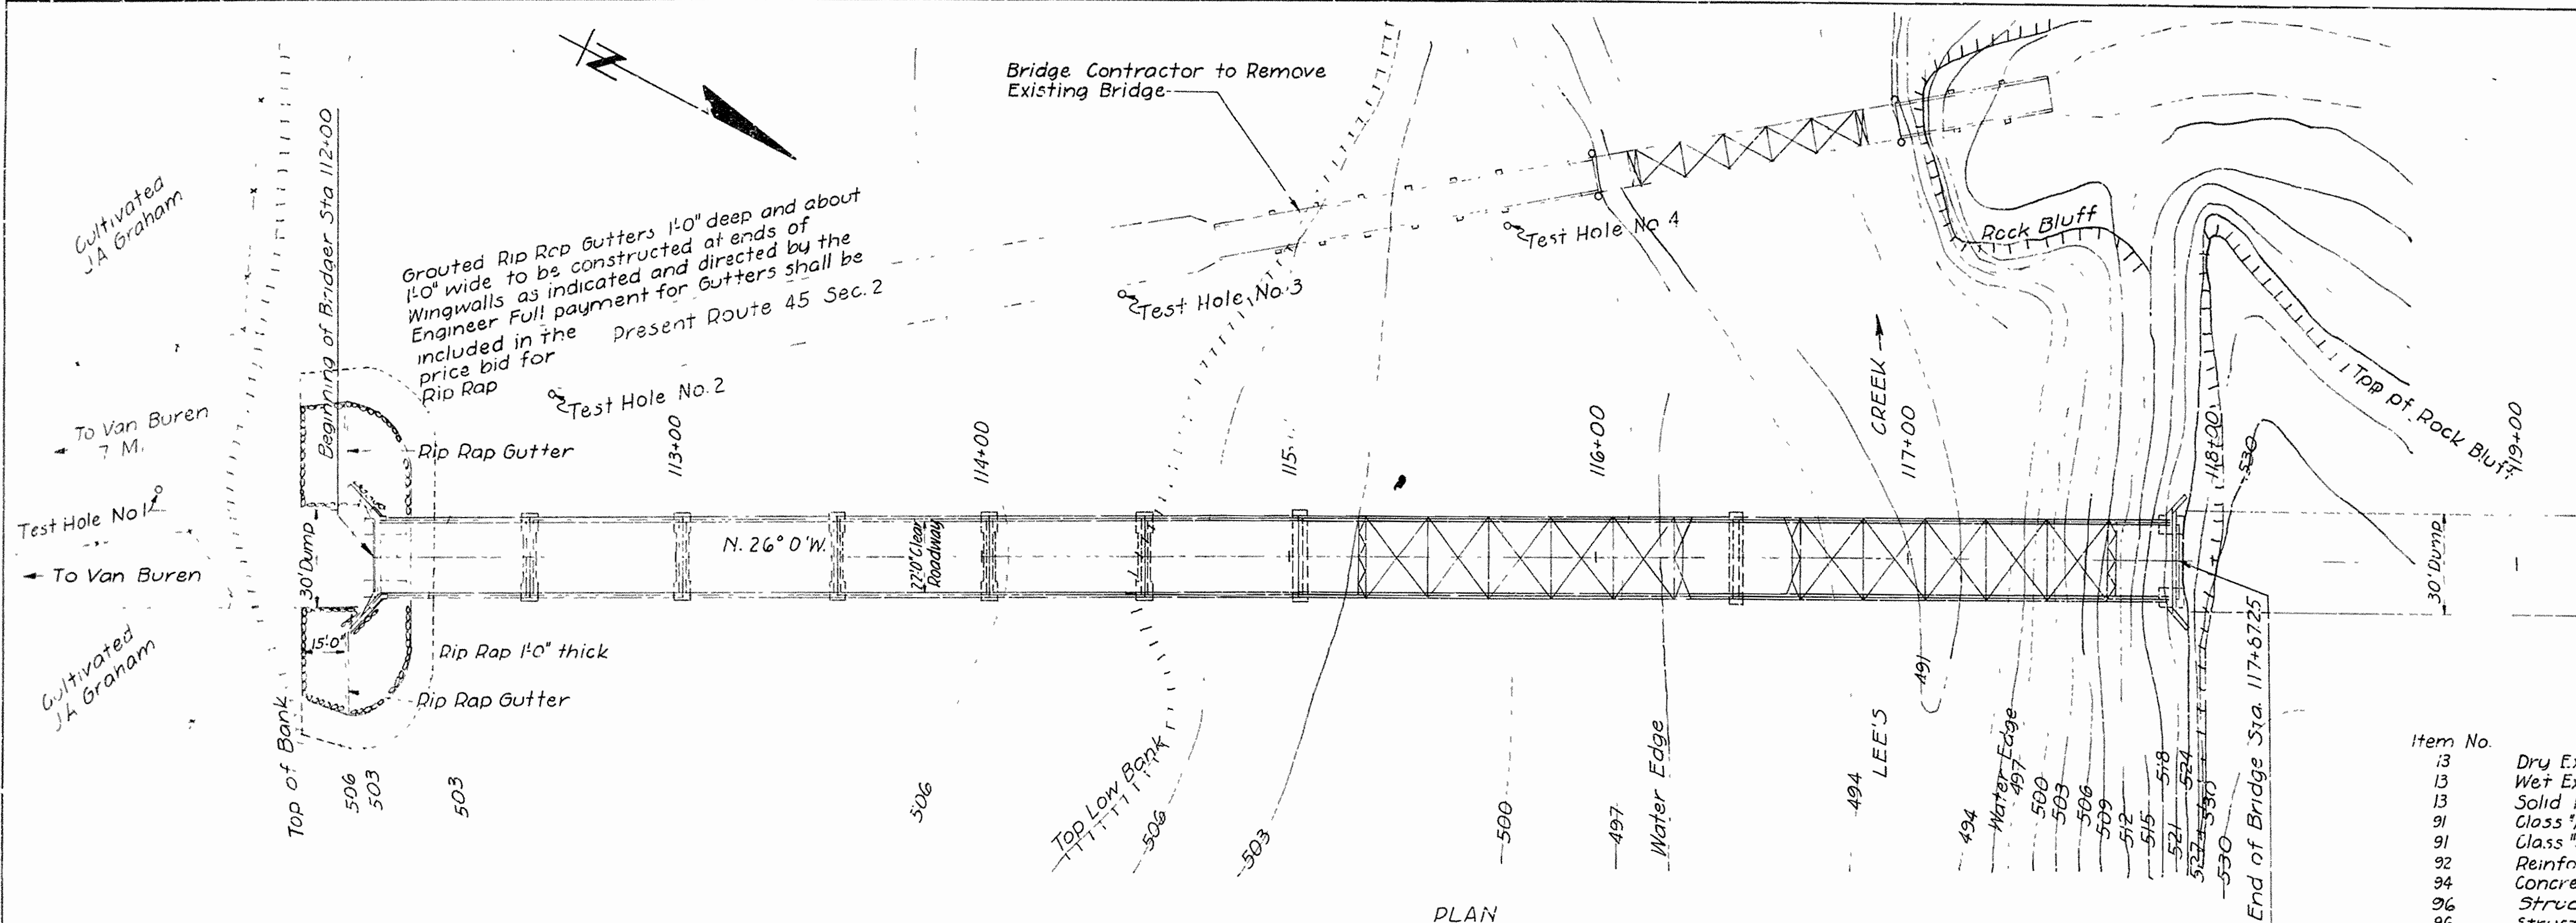 N
Bridge Contractor to Remove
Existing Bridge
Cultivated
J A Graham
Beginning of Bridge Sta 112+00
Grouted Rip Rap Gutters 1'-0" deep and about
1'-0" wide to be constructed at ends of
Wingwalls as indicated and directed by the
Engineer Full payment for Gutters shall be
included in the
price bid for
Rip Rap
Present Route 45 Sec. 2
Test Hole No. 2
Test Hole No. 3
Test Hole No 4
Rock Bluff
Top of Rock Bluff
To Van Buren
7 M.
Test Hole No 1
To Van Buren
Cultivated
J A Graham
Rip Rap Gutter
113+00
114+00
115+
116+00
117+00
118+00
119+00
CREEK
530
30' Dump
N. 26° 0' W.
22'-0" Clear
Roadway
30' Dump
15'-0"
Rip Rap 1'-0" thick
Rip Rap Gutter
Top of Bank
506
503
503
506
Top Low Bank
506
503
500
497
Water Edge
494
LEE'S
491
494
Water Edge
497
500
503
506
509
512
515
518
521
524
527
530
530
End of Bridge Sta. 117+87.25
Item No.
13 Dry Ex
13 Wet Ex
13 Solid
91 Class "
91 Class "
92 Reinfo
94 Concre
96 Struc
96 Struc
PLAN